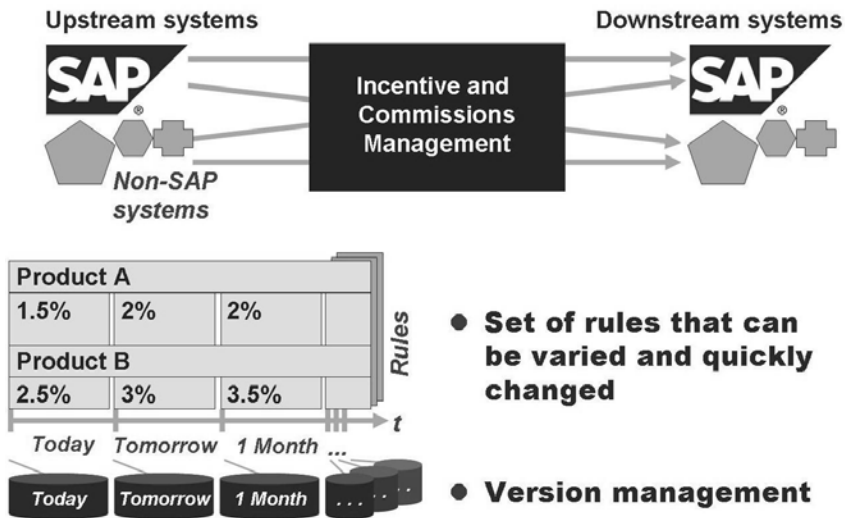 Upstream systems
Downstream systems
SAP®
Incentive and
Commissions
Management
SAP®
Non-SAP
systems
Product A
1.5% 2% 2%
Product B
2.5% 3% 3.5%
Rules
t
Today Tomorrow 1 Month ...
Today Tomorrow 1 Month ... .. ..
● Set of rules that can
be varied and quickly
changed
● Version management